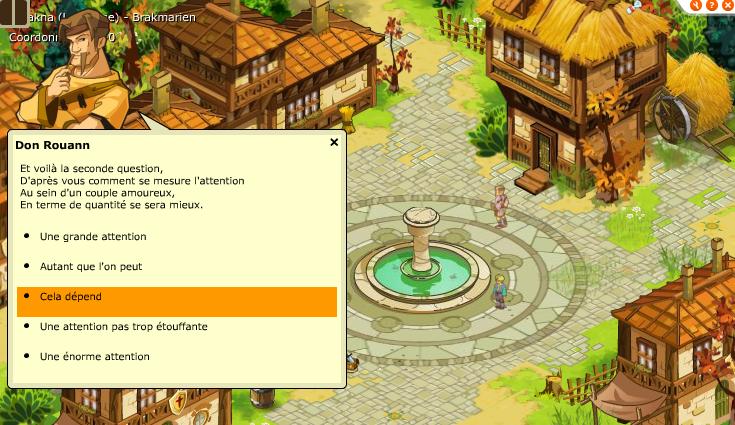 akna (            e) - Brakmarien
Coordonn
Don Rouann
Et voilà la seconde question,
D'après vous comment se mesure l'attention
Au sein d'un couple amoureux,
En terme de quantité se sera mieux.
Une grande attention
Autant que l'on peut
Cela dépend
Une attention pas trop étouffante
Une énorme attention